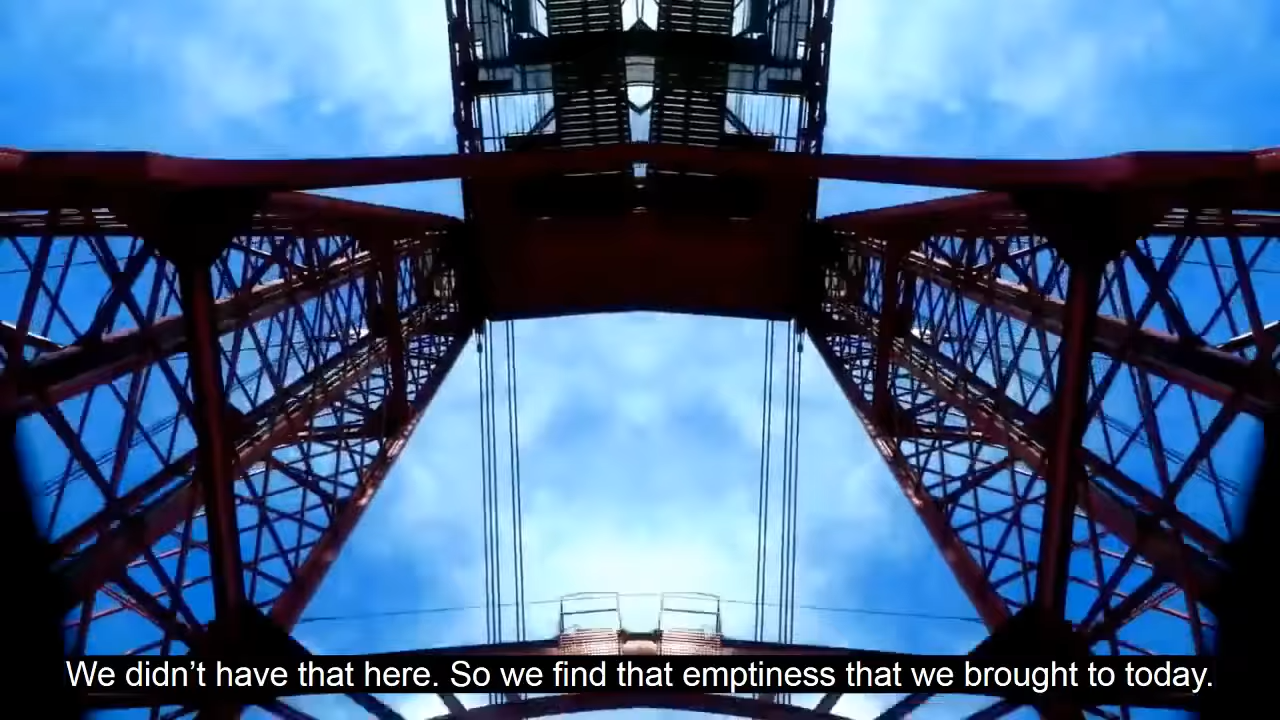 We didn’t have that here. So we find that emptiness that we brought to today.